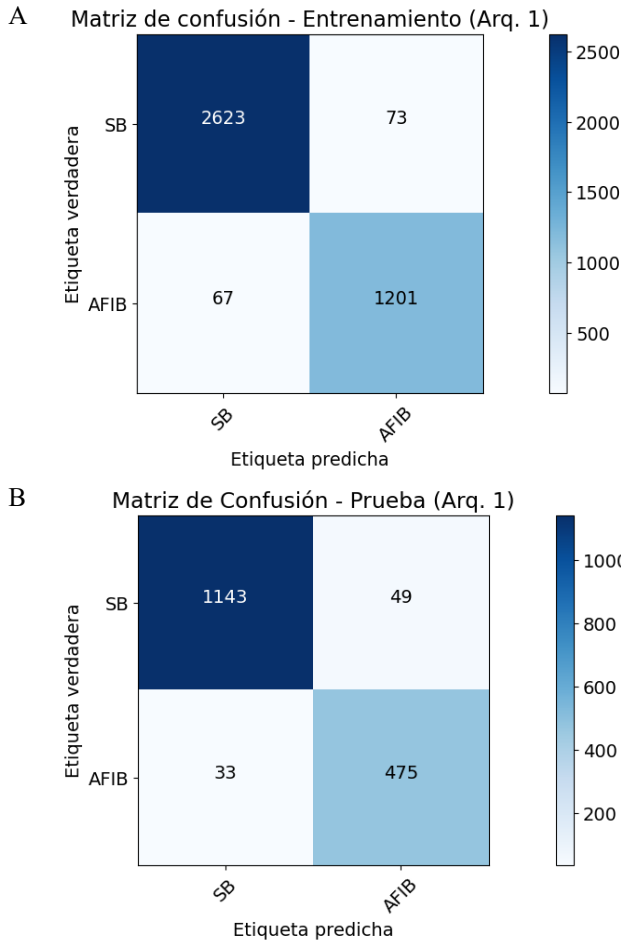 A
Matriz de confusión - Entrenamiento (Arq. 1)
SB
2623
73
AFIB
67
1201
Etiqueta verdadera
SB
AFIB
Etiqueta predicha
2500
2000
1500
1000
500
B
Matriz de Confusión - Prueba (Arq. 1)
SB
1143
49
AFIB
33
475
Etiqueta verdadera
SB
AFIB
Etiqueta predicha
1000
800
600
400
200